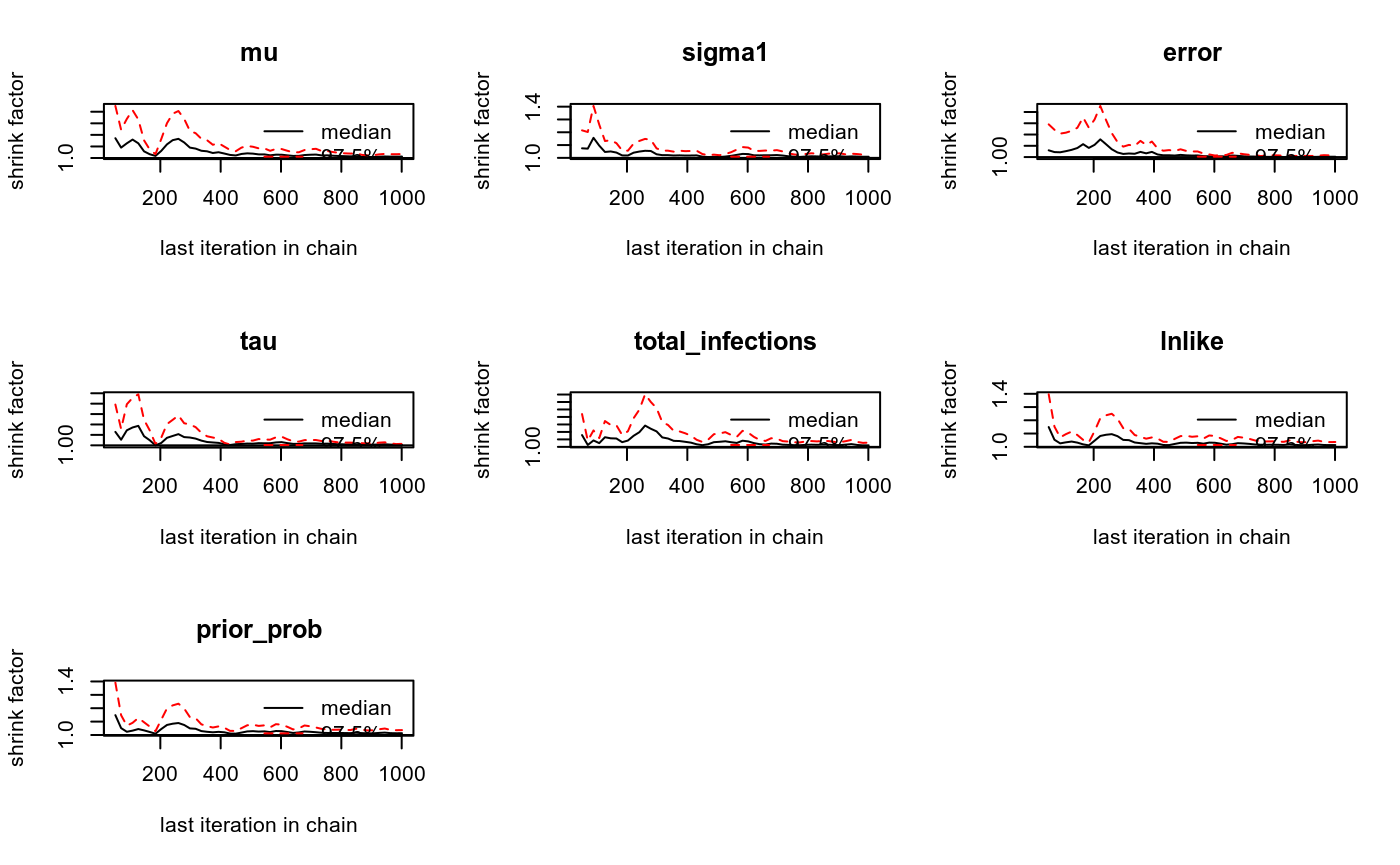 mu
shrink factor
1.0
median
97.5%
200 400 600 800 1000
last iteration in chain
sigma1
shrink factor
1.0 1.4
median
97.5%
200 400 600 800 1000
last iteration in chain
error
shrink factor
1.00
median
97.5%
200 400 600 800 1000
last iteration in chain
tau
shrink factor
1.00
median
97.5%
200 400 600 800 1000
last iteration in chain
total_infections
shrink factor
1.00
median
97.5%
200 400 600 800 1000
last iteration in chain
lnlike
shrink factor
1.0 1.4
median
97.5%
200 400 600 800 1000
last iteration in chain
prior_prob
shrink factor
1.0 1.4
median
97.5%
200 400 600 800 1000
last iteration in chain